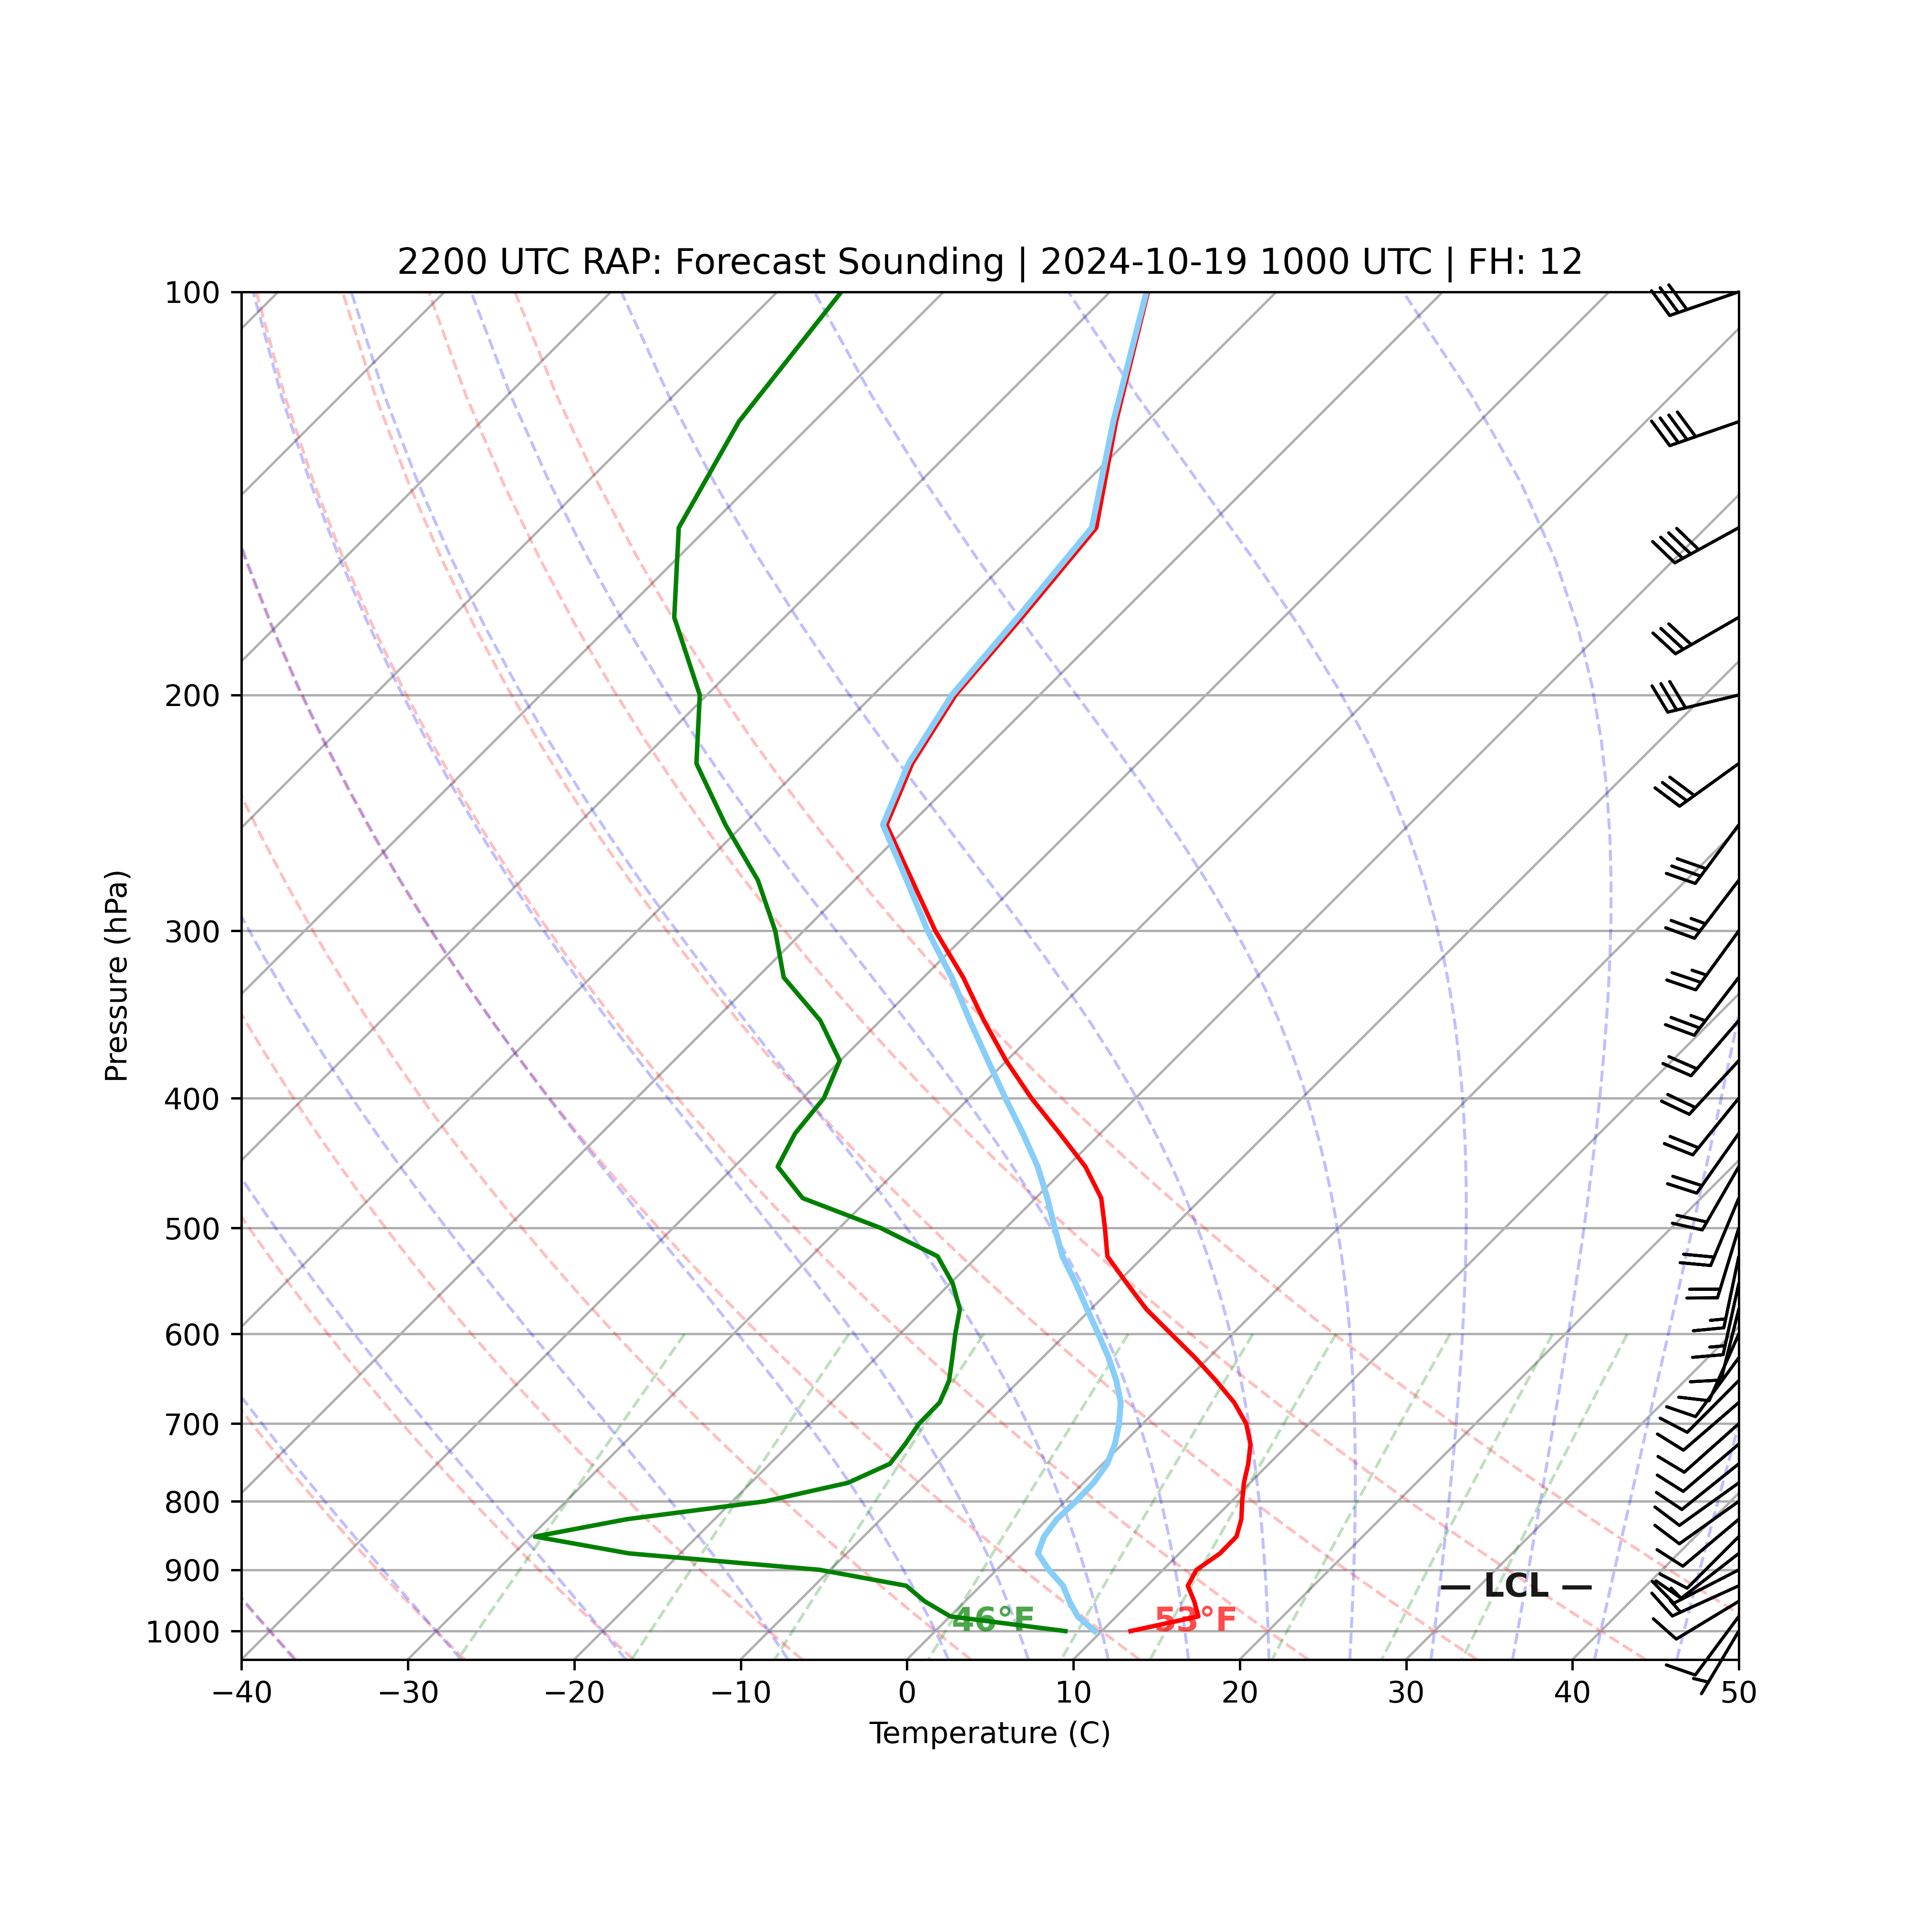 2200 UTC RAP: Forecast Sounding | 2024-10-19 1000 UTC | FH: 12
100
200
300
400
500
600
700
800
900
1000
Pressure (hPa)
— LCL —
46°F
53°F
−40 −30 −20 −10 0 10 20 30 40 50
Temperature (C)